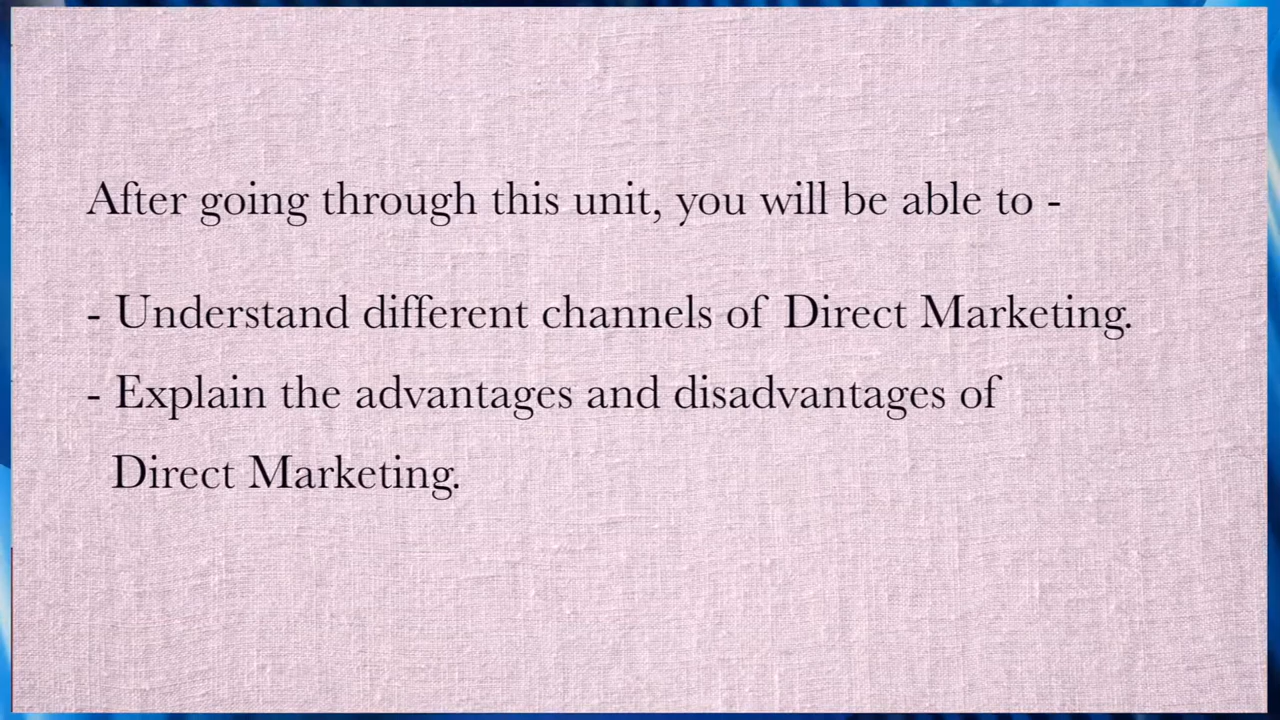 After going through this unit, you will be able to -
- Understand different channels of Direct Marketing.
- Explain the advantages and disadvantages of
Direct Marketing.